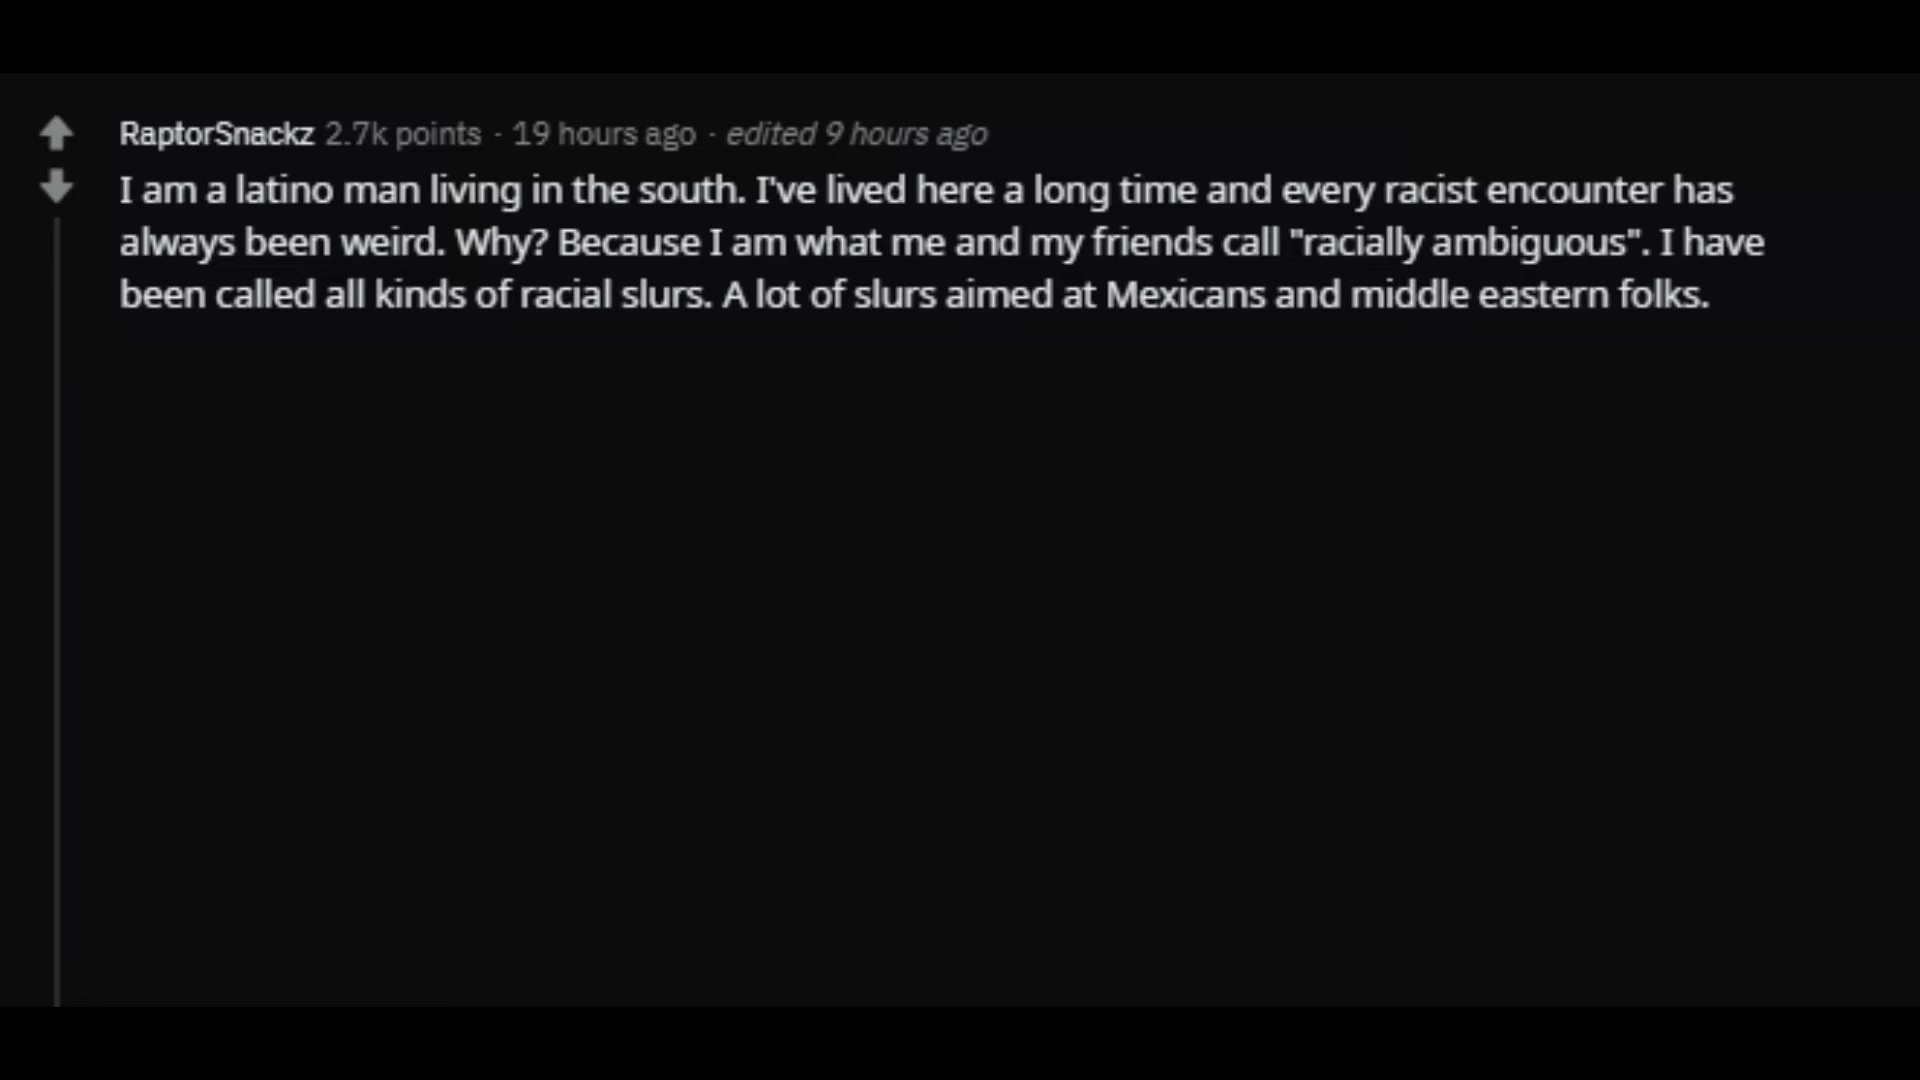 RaptorSnackz 2.7k points · 19 hours ago · edited 9 hours ago
I am a latino man living in the south. I've lived here a long time and every racist encounter has
always been weird. Why? Because I am what me and my friends call "racially ambiguous". I have
been called all kinds of racial slurs. A lot of slurs aimed at Mexicans and middle eastern folks.